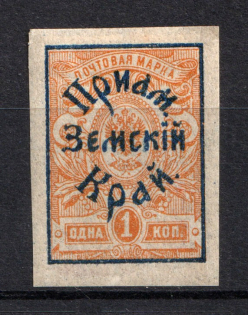 ПОЧТОВАЯ МАРКА
Приам.
Земскій
Край.
1
ОДНА КОП.